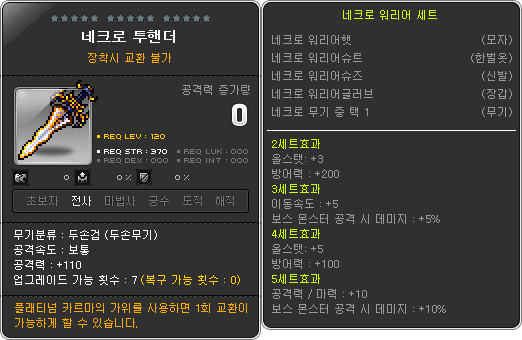 네크로 투핸더
장착시 교환 불가
공격력 증가량
0
REQ LEV : 120
REQ STR : 370
REQ LUK : 000
REQ DEX : 000
REQ INT : 000
0 %
0 %
초보자 전사 마법사 궁수 도적 해적
무기분류 : 두손검 (두손무기)
공격속도 : 보통
공격력 : +110
업그레이드 가능 횟수 : 7 (복구 가능 횟수 : 0)
플래티넘 카르마의 가위를 사용하면 1회 교환이
가능하게 할 수 있습니다.
네크로 워리어 세트
네크로 워리어햇 (모자)
네크로 워리어슈트 (한벌옷)
네크로 워리어슈즈 (신발)
네크로 워리어글러브 (장갑)
네크로 무기 중 택 1 (무기)
2세트효과
올스탯: +3
방어력 : +200
3세트효과
이동속도 : +5
보스 몬스터 공격 시 데미지 : +5%
4세트효과
올스탯: +5
방어력 : +100
5세트효과
공격력 / 마력 : +10
보스 몬스터 공격 시 데미지 : +10%